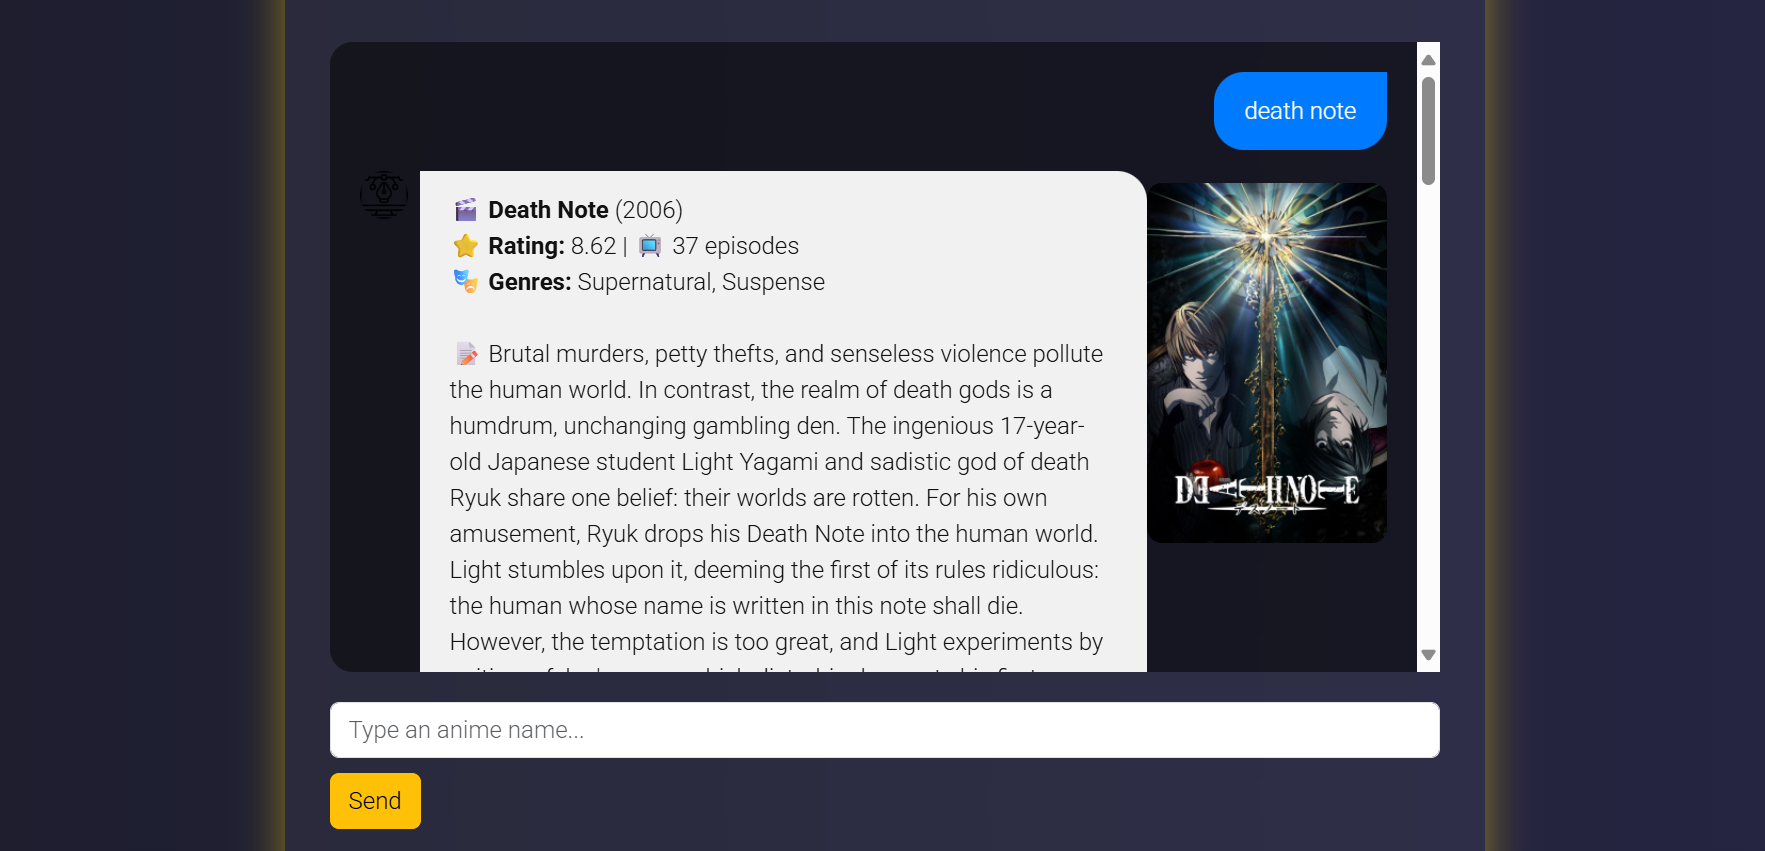 death note
Death Note (2006)
Rating: 8.62 | 37 episodes
Genres: Supernatural, Suspense
Brutal murders, petty thefts, and senseless violence pollute
the human world. In contrast, the realm of death gods is a
humdrum, unchanging gambling den. The ingenious 17-year-
old Japanese student Light Yagami and sadistic god of death
Ryuk share one belief: their worlds are rotten. For his own
amusement, Ryuk drops his Death Note into the human world.
Light stumbles upon it, deeming the first of its rules ridiculous:
the human whose name is written in this note shall die.
However, the temptation is too great, and Light experiments by
DEATH NOTE
Type an anime name...
Send